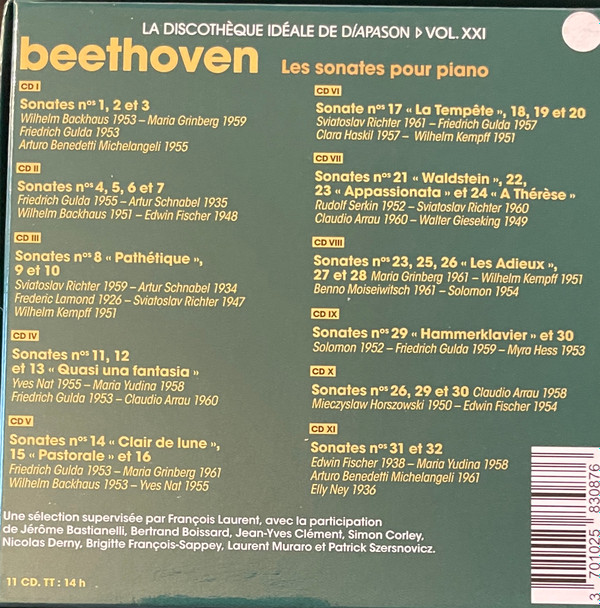 LA DISCOTHÈQUE IDÉALE DE DIAPASON ▷ VOL. XXI
beethoven Les sonates pour piano
CD I
Sonates nos 1, 2 et 3
Wilhelm Backhaus 1953 – Maria Grinberg 1959
Friedrich Gulda 1953
Arturo Benedetti Michelangeli 1955
CD II
Sonates nos 4, 5, 6 et 7
Friedrich Gulda 1955 – Artur Schnabel 1935
Wilhelm Backhaus 1951 – Edwin Fischer 1948
CD III
Sonates nos 8 « Pathétique »,
9 et 10
Sviatoslav Richter 1959 – Artur Schnabel 1934
Frederic Lamond 1926 – Sviatoslav Richter 1947
Wilhelm Kempff 1951
CD IV
Sonates nos 11, 12
et 13 « Quasi una fantasia »
Yves Nat 1955 – Maria Yudina 1958
Friedrich Gulda 1953 – Claudio Arrau 1960
CD V
Sonates nos 14 « Clair de lune »,
15 « Pastorale » et 16
Friedrich Gulda 1953 – Maria Grinberg 1961
Wilhelm Backhaus 1953 – Yves Nat 1955
CD VI
Sonate nos 17 « La Tempête », 18, 19 et 20
Sviatoslav Richter 1961 – Friedrich Gulda 1957
Clara Haskil 1957 – Wilhelm Kempff 1951
CD VII
Sonates nos 21 « Waldstein », 22,
23 « Appassionata » et 24 « A Thérèse »
Rudolf Serkin 1952 – Sviatoslav Richter 1960
Claudio Arrau 1960 – Walter Gieseking 1949
CD VIII
Sonates nos 23, 25, 26 « Les Adieux »,
27 et 28 Maria Grinberg 1961 – Wilhelm Kempff 1951
Benno Moiseiwitsch 1961 – Solomon 1954
CD IX
Sonates nos 29 « Hammerklavier » et 30
Solomon 1952 – Friedrich Gulda 1959 – Myra Hess 1953
CD X
Sonates nos 26, 29 et 30 Claudio Arrau 1958
Mieczyslaw Horszowski 1950 – Edwin Fischer 1954
CD XI
Sonates nos 31 et 32
Edwin Fischer 1938 – Maria Yudina 1958
Arturo Benedetti Michelangeli 1961
Elly Ney 1936
Une sélection supervisée par François Laurent, avec la participation
de Jérôme Bastianelli, Bertrand Boissard, Jean-Yves Clément, Simon Corley,
Nicolas Derny, Brigitte François-Sappey, Laurent Muraro et Patrick Szersnovicz.
11 CD. TT : 14 h
3 701025 830876